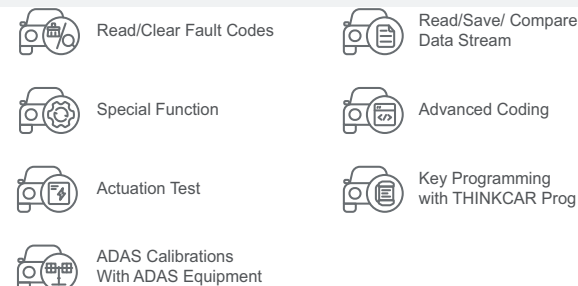 Read/Clear Fault Codes
Read/Save/ Compare
Data Stream
Special Function
Advanced Coding
Actuation Test
Key Programming
with THINKCAR Prog
ADAS Calibrations
With ADAS Equipment